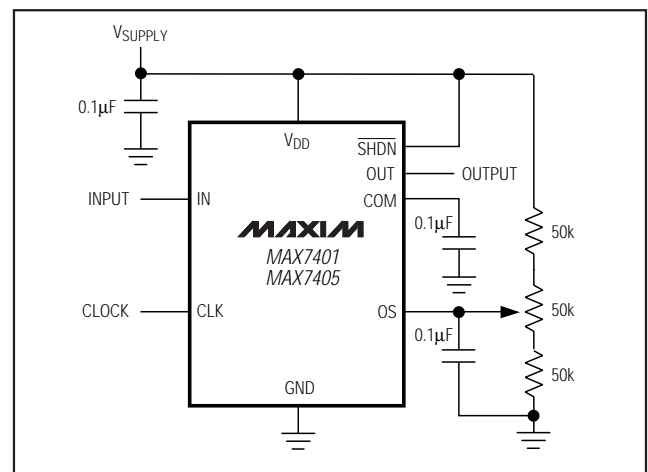 VSUPPLY
0.1µF
VDD
SHDN
OUT
OUTPUT
INPUT
IN
COM
MAXIM
0.1µF
50k
MAX7401
MAX7405
CLOCK
CLK
OS
50k
0.1µF
50k
GND